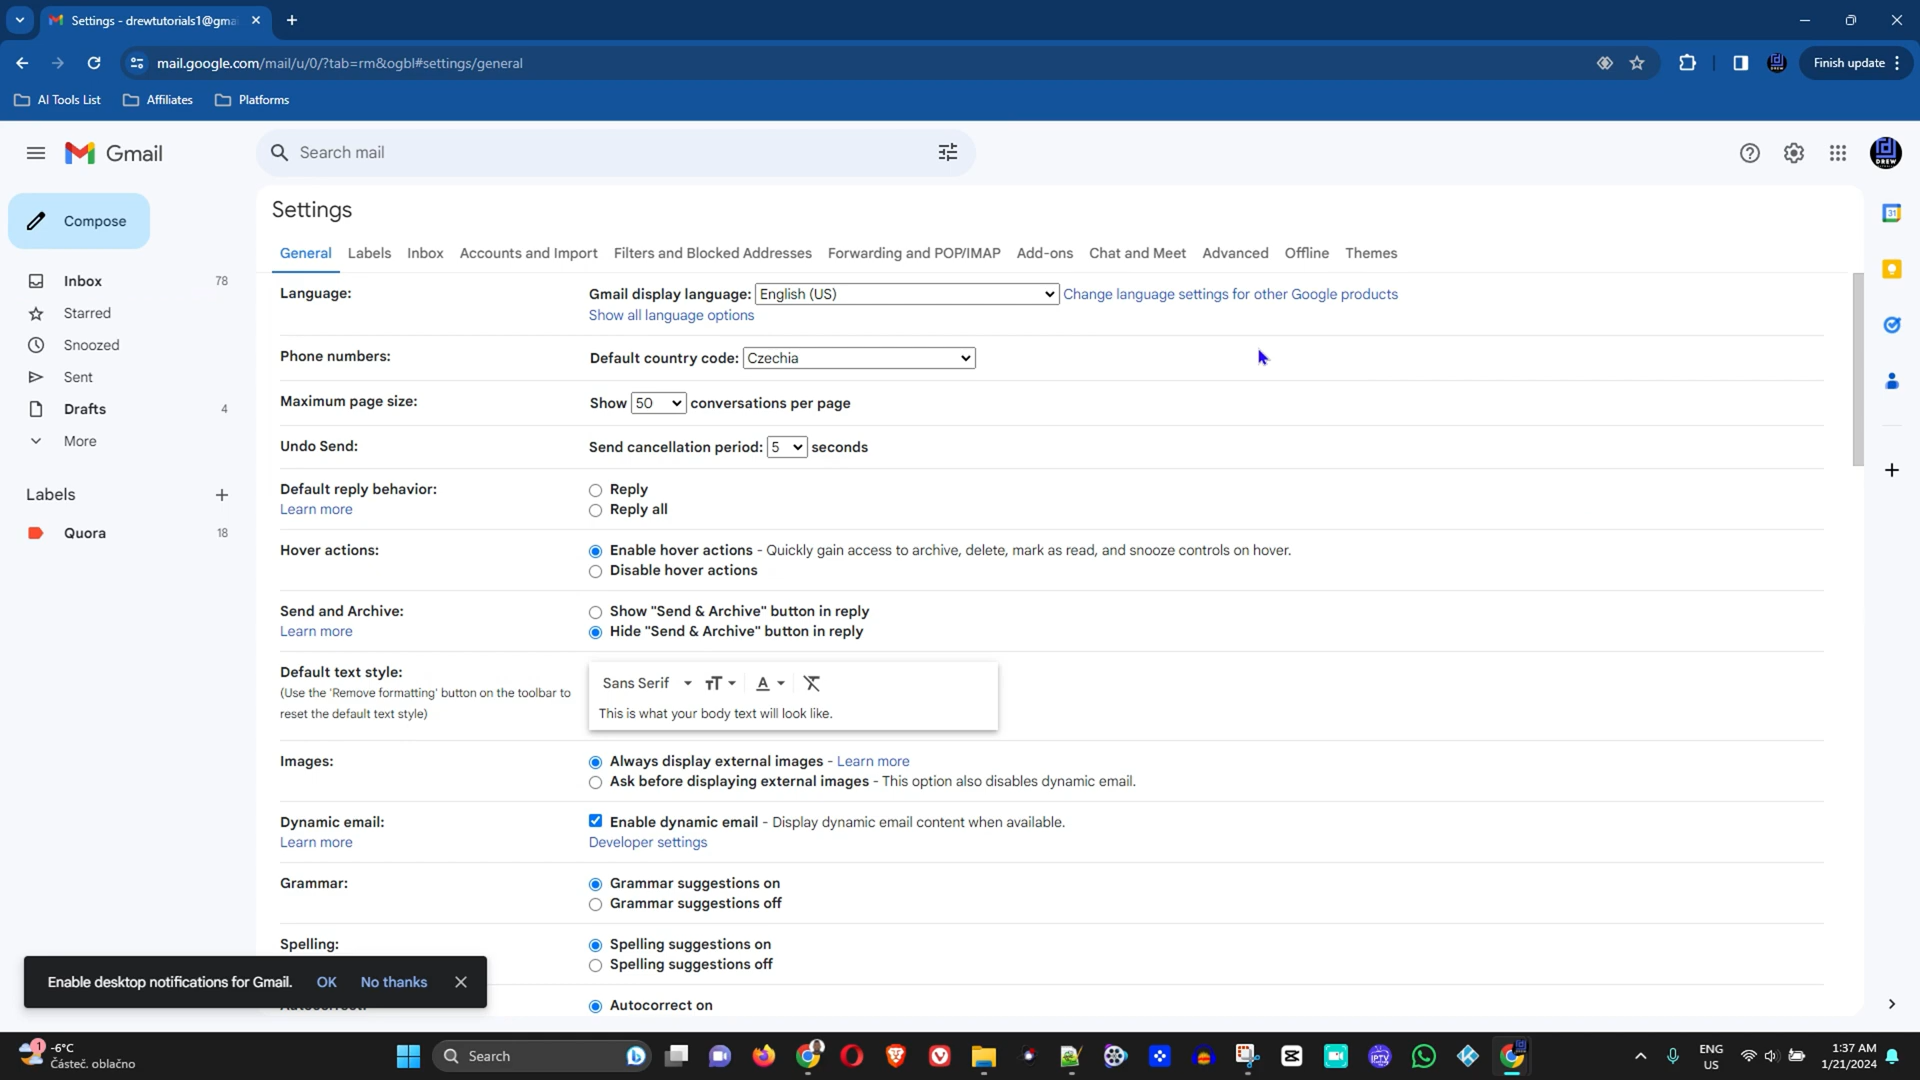 Settings - drewtutorials1@gma
mail.google.com/mail/u/0/?tab=rm&ogbl#settings/general
Finish update
AI Tools List
Affiliates
Platforms
Gmail
Search mail
Compose
Inbox 78
Starred
Snoozed
Sent
Drafts 4
More
Labels
Quora 18
Settings
General Labels Inbox Accounts and Import Filters and Blocked Addresses Forwarding and POP/IMAP Add-ons Chat and Meet Advanced Offline Themes
Language: Gmail display language: English (US) Change language settings for other Google products
Show all language options
Phone numbers: Default country code: Czechia
Maximum page size: Show 50 conversations per page
Undo Send: Send cancellation period: 5 seconds
Default reply behavior: Reply
Learn more Reply all
Hover actions: Enable hover actions - Quickly gain access to archive, delete, mark as read, and snooze controls on hover.
Disable hover actions
Send and Archive: Show "Send & Archive" button in reply
Learn more Hide "Send & Archive" button in reply
Default text style:
(Use the 'Remove formatting' button on the toolbar to
reset the default text style)
Sans Serif
This is what your body text will look like.
Images: Always display external images - Learn more
Ask before displaying external images - This option also disables dynamic email.
Dynamic email: Enable dynamic email - Display dynamic email content when available.
Learn more Developer settings
Grammar: Grammar suggestions on
Grammar suggestions off
Spelling: Spelling suggestions on
Spelling suggestions off
Autocorrect on
Enable desktop notifications for Gmail. OK No thanks
31
1
-6°C
Částeč. oblačno
Search
IPTV
ENG
US
1:37 AM
1/21/2024